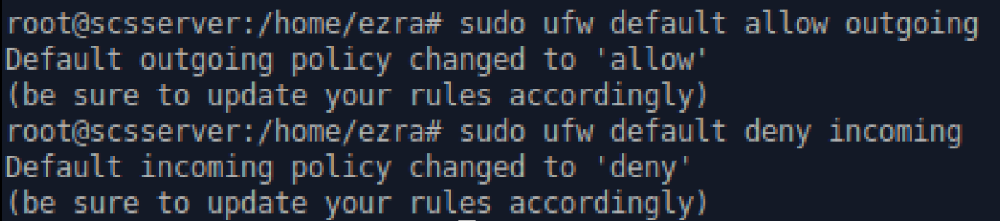 root@scsserver:/home/ezra# sudo ufw default allow outgoing
Default outgoing policy changed to 'allow'
(be sure to update your rules accordingly)
root@scsserver:/home/ezra# sudo ufw default deny incoming
Default incoming policy changed to 'deny'
(be sure to update your rules accordingly)